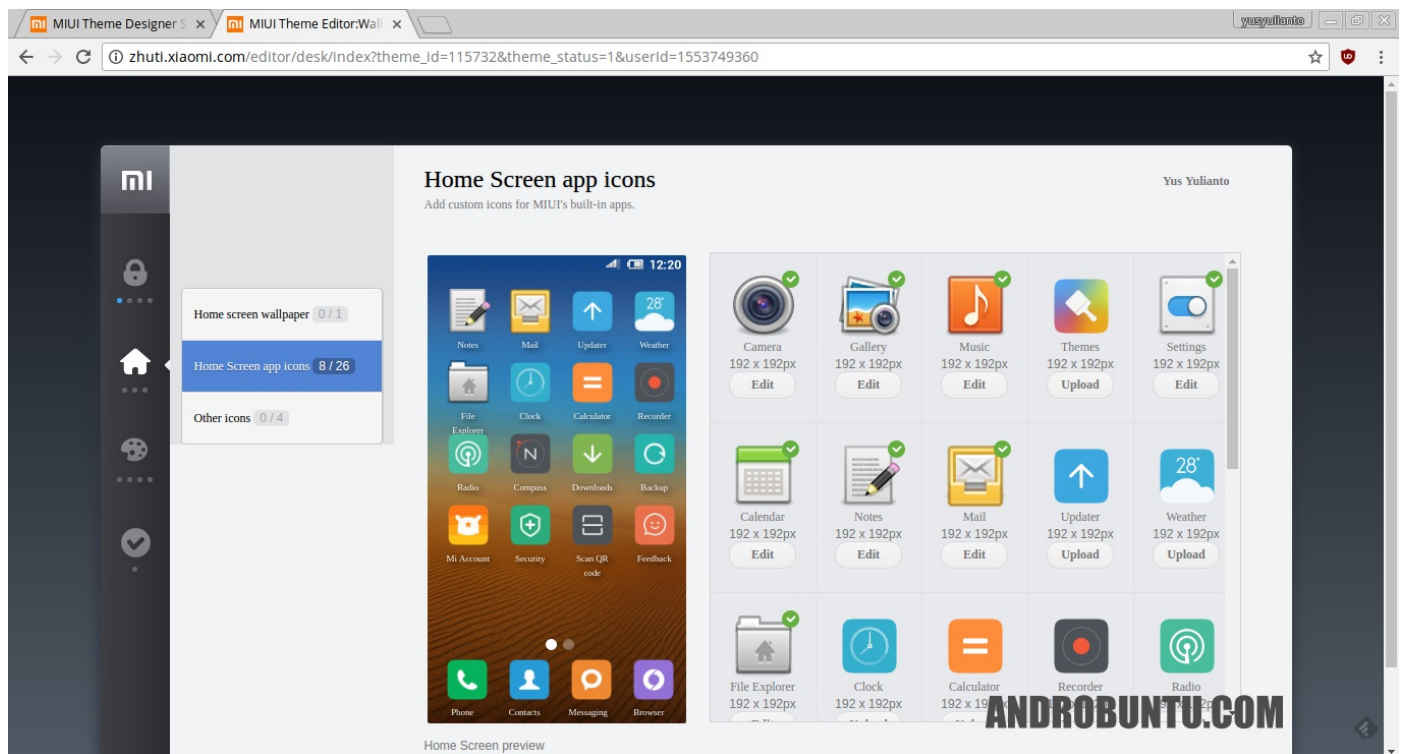 MIUI Theme Designer S
MIUI Theme Editor:Wall
yusyulianto
zhuti.xiaomi.com/editor/desk/index?theme_id=115732&theme_status=1&userId=1553749360
MI
Home Screen app icons
Yus Yulianto
Add custom icons for MIUI's built-in apps.
Home screen wallpaper 0 / 1
Home Screen app icons 8 / 26
Other icons 0 / 4
12:20
28°
Notes Mail Updater Weather
File Explorer Clock Calculator Recorder
N
Radio Compass Downloads Backup
Mi Account Security Scan QR code Feedback
Phone Contacts Messaging Browser
Home Screen preview
Camera Gallery Music Themes Settings
192 x 192px 192 x 192px 192 x 192px 192 x 192px 192 x 192px
Edit Edit Edit Upload Edit
28°
Calendar Notes Mail Updater Weather
192 x 192px 192 x 192px 192 x 192px 192 x 192px 192 x 192px
Edit Edit Edit Upload Upload
File Explorer Clock Calculator Recorder Radio
192 x 192px 192 x 192px
ANDROBUNTU.COM